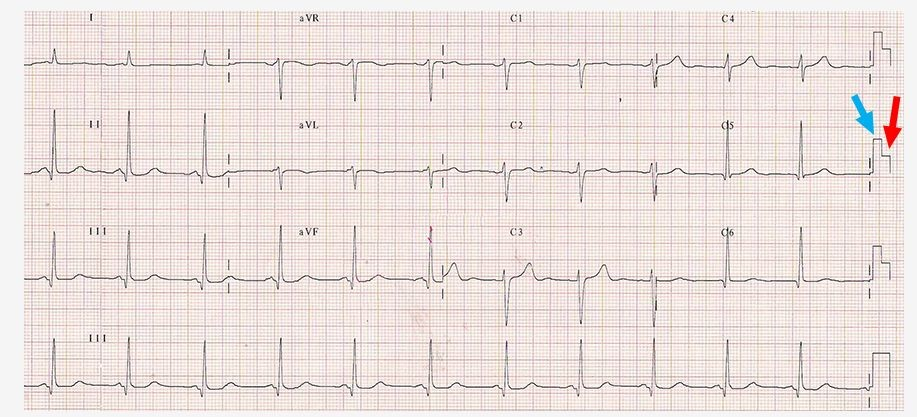 I aVR C1 C4
II aVL C2 C5
III aVF C3 C6
III